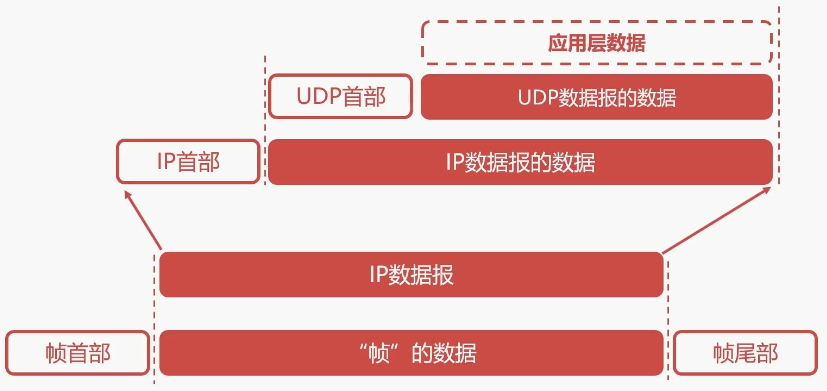 应用层数据
UDP首部
UDP数据报的数据
IP首部
IP数据报的数据
IP数据报
帧首部
“帧”的数据
帧尾部